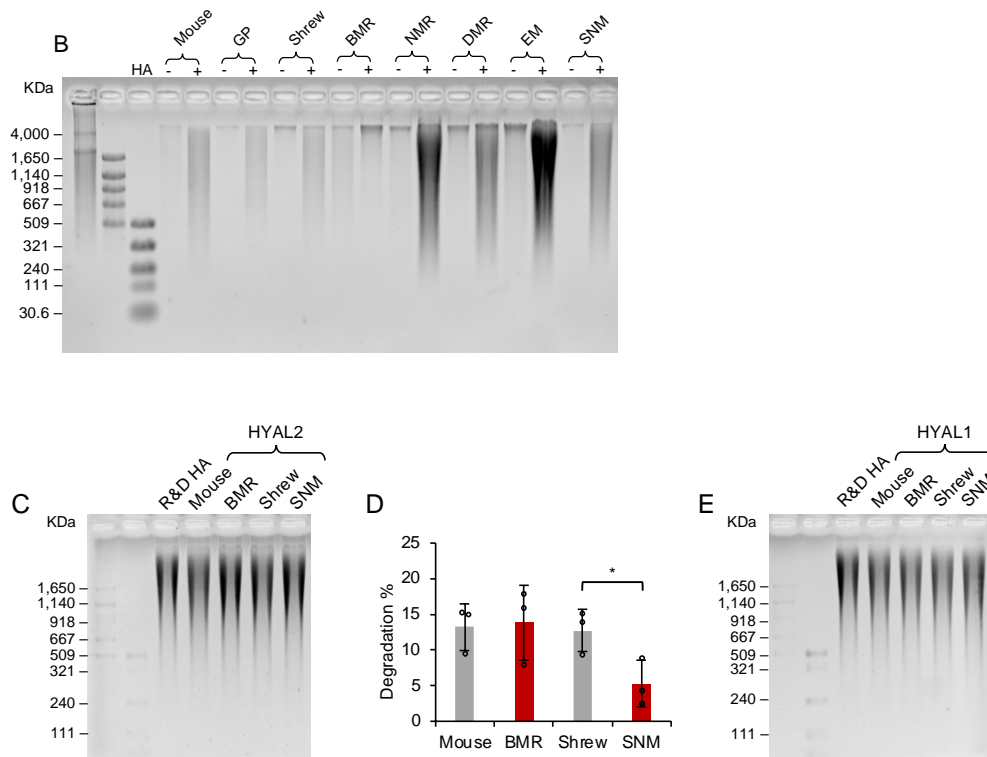 B
Mouse GP Shrew BMR NMR DMR EM SNM
HA - + - + - + - + - + - + - + - +
KDa
4,000
1,650
1,140
918
667
509
321
240
111
30.6
C
HYAL2
R&D HA Mouse BMR Shrew SNM
KDa
1,650
1,140
918
667
509
321
240
111
D
Degradation %
25
20
15
10
5
0
*
Mouse BMR Shrew SNM
E
HYAL1
R&D HA Mouse BMR Shrew SNM
KDa
1,650
1,140
918
667
509
321
240
111